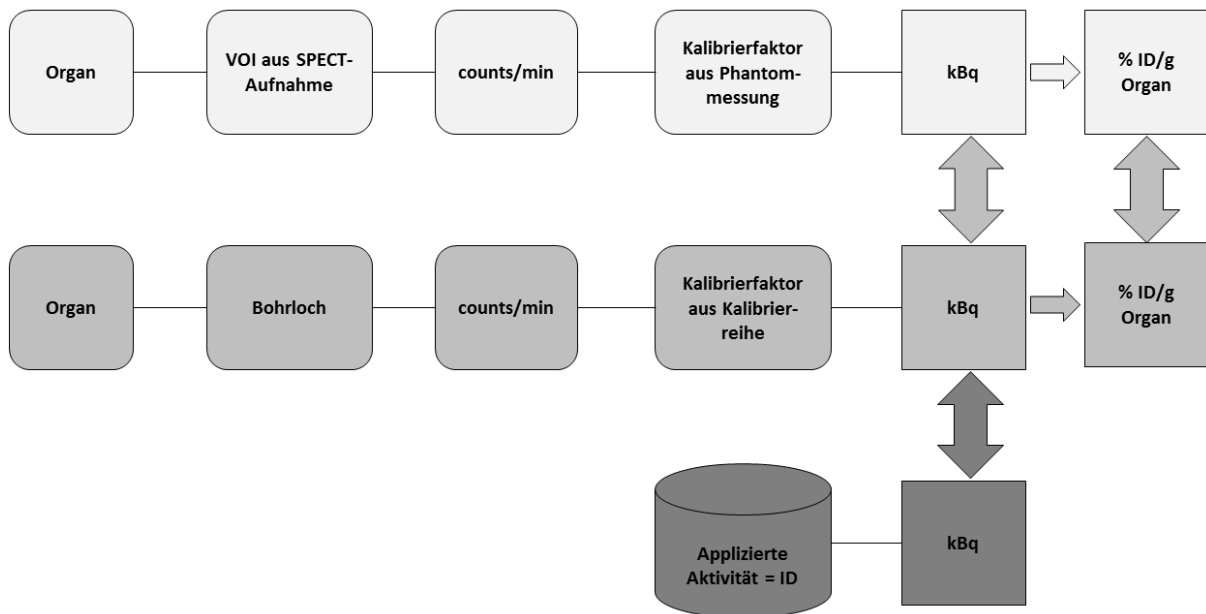 Organ
VOI aus SPECT-
Aufnahme
counts/min
Kalibrierfaktor
aus Phantom-
messung
kBq
% ID/g
Organ
Organ
Bohrloch
counts/min
Kalibrierfaktor
aus Kalibrier-
reihe
kBq
% ID/g
Organ
Applizierte
Aktivität = ID
kBq